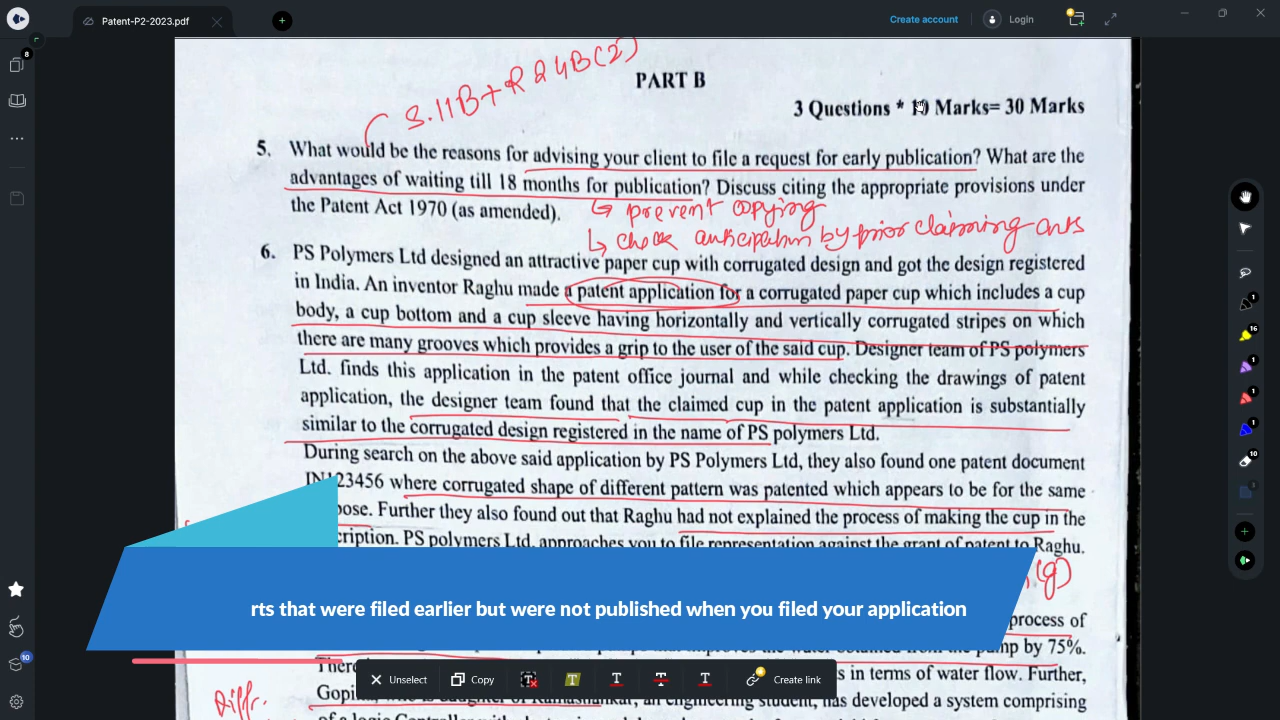 Patent-P2-2023.pdf
Create account
Login
S.11B+R 24B(2)
PART B
3 Questions * 10 Marks= 30 Marks
5. What would be the reasons for advising your client to file a request for early publication? What are the
advantages of waiting till 18 months for publication? Discuss citing the appropriate provisions under
the Patent Act 1970 (as amended).
↳ prevent copying
↳ check anticipation by prior claiming arts
6. PS Polymers Ltd designed an attractive paper cup with corrugated design and got the design registered
in India. An inventor Raghu made a patent application for a corrugated paper cup which includes a cup
body, a cup bottom and a cup sleeve having horizontally and vertically corrugated stripes on which
there are many grooves which provides a grip to the user of the said cup. Designer team of PS polymers
Ltd. finds this application in the patent office journal and while checking the drawings of patent
application, the designer team found that the claimed cup in the patent application is substantially
similar to the corrugated design registered in the name of PS polymers Ltd.
During search on the above said application by PS Polymers Ltd, they also found one patent document
IN123456 where corrugated shape of different pattern was patented which appears to be for the same
pose. Further they also found out that Raghu had not explained the process of making the cup in the
cription. PS polymers Ltd. approaches you to file representation against the grant of patent to Raghu.
(g)
rts that were filed earlier but were not published when you filed your application
process of
mp by 75%.
There
s in terms of water flow. Further,
Gopi
an engineering student, has developed a system comprising
Diffr.
of a logic Controller
Unselect
Copy
Create link